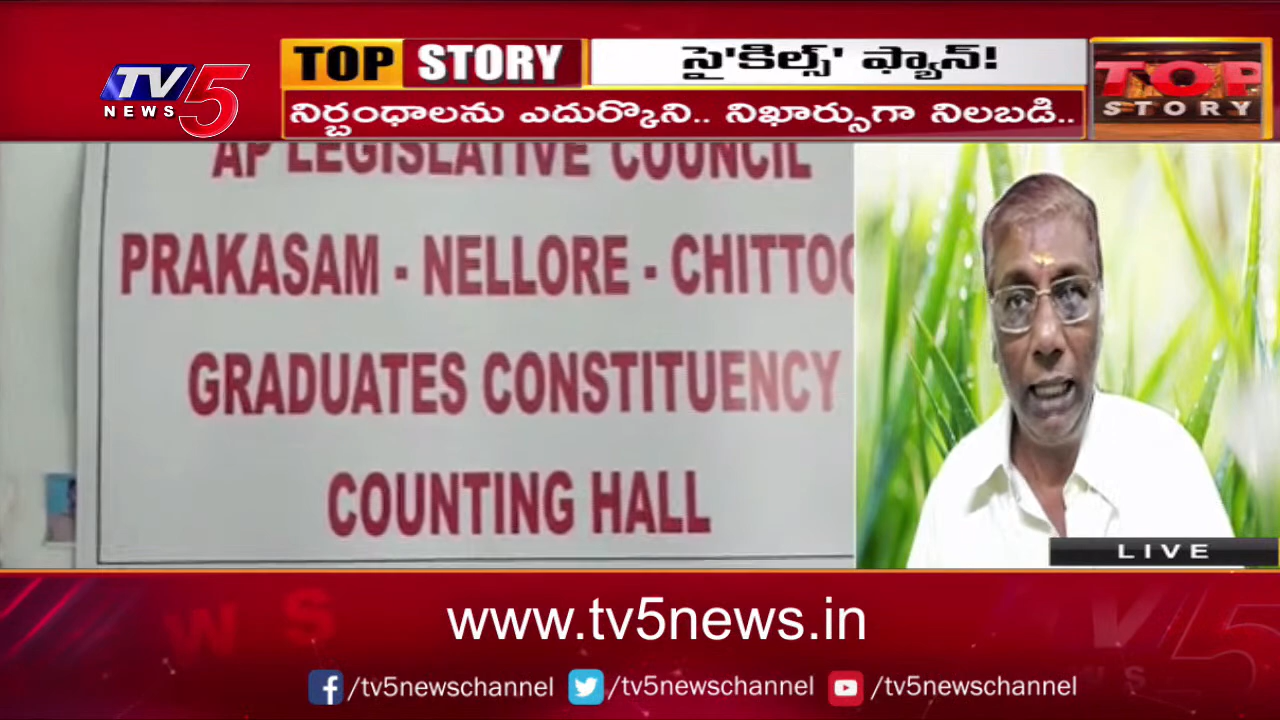 TV5
NEWS
TOP STORY
సై'కిల్స్' ఫ్యాన్!
నిర్బంధాలను ఎదుర్కొని.. నిఖార్సుగా నిలబడి..
TOP
STORY
AP LEGISLATIVE COUNCIL
PRAKASAM - NELLORE - CHITTOO
GRADUATES CONSTITUENCY
COUNTING HALL
LIVE
WS
www.tv5news.in
/tv5newschannel /tv5newschannel /tv5newschannel